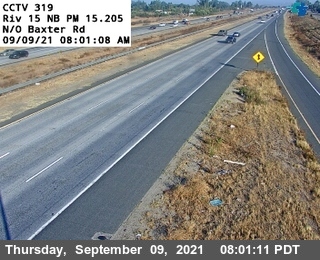 CCTV 319
Riv 15 NB PM 15.205
N/O Baxter Rd
09/09/21 08:01:08 AM
Thursday, September 09, 2021 08:01:11 PDT